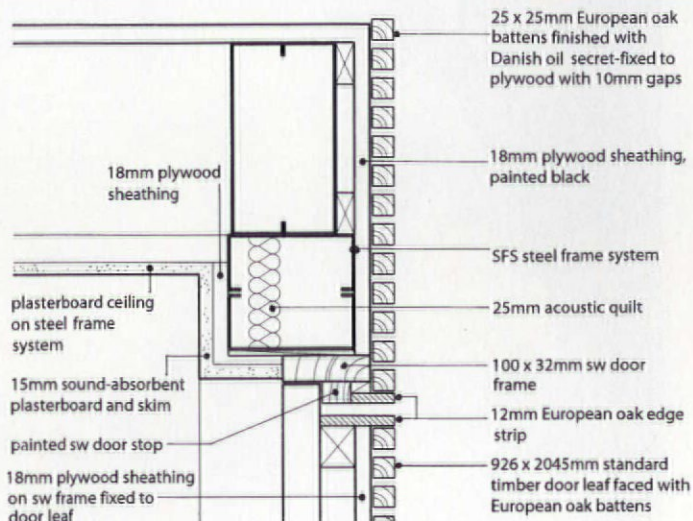 25 x 25mm European oak
battens finished with
Danish oil secret-fixed to
plywood with 10mm gaps
18mm plywood
sheathing
18mm plywood sheathing,
painted black
SFS steel frame system
plasterboard ceiling
on steel frame
system
25mm acoustic quilt
15mm sound-absorbent
plasterboard and skim
100 x 32mm sw door
frame
painted sw door stop
12mm European oak edge
strip
18mm plywood sheathing
on sw frame fixed to
door leaf
926 x 2045mm standard
timber door leaf faced with
European oak battens